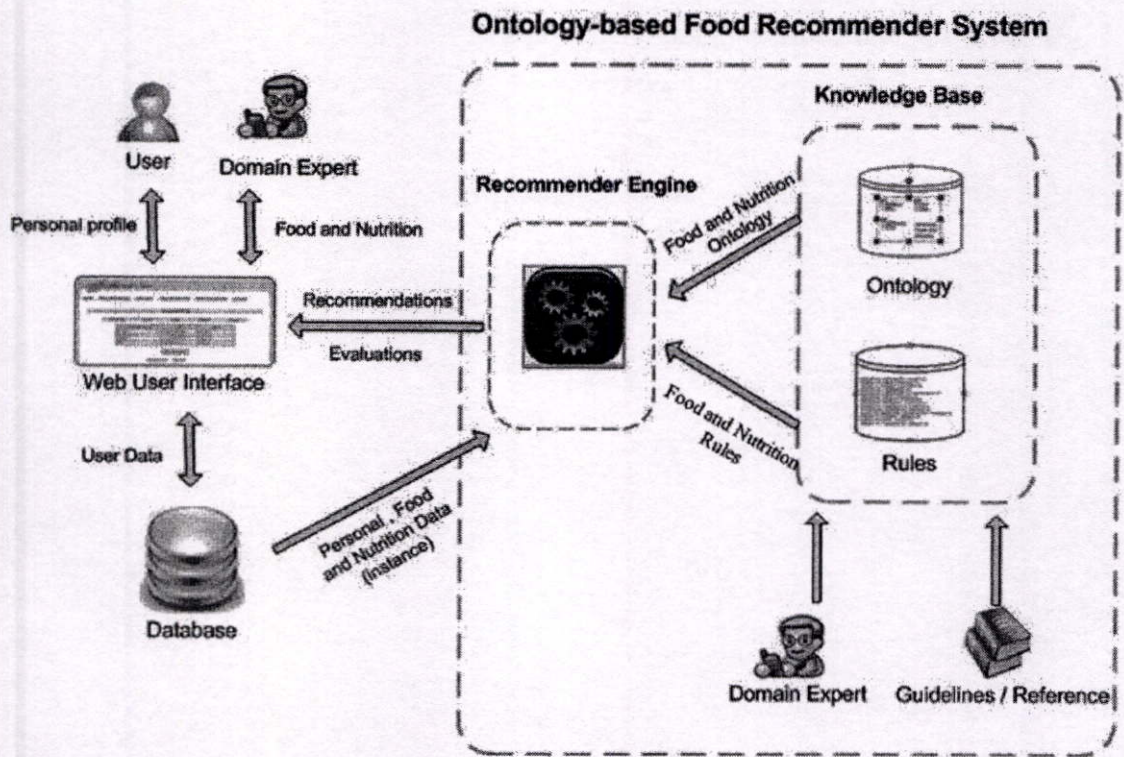 Ontology-based Food Recommender System
Knowledge Base
User
Domain Expert
Recommender Engine
Food and Nutrition
Ontology
Personal profile
Food and Nutrition
Ontology
Recommendations
Evaluations
Web User Interface
Food and Nutrition
Rules
Rules
User Data
Personal , Food
and Nutrition Data
(instance)
Database
Domain Expert
Guidelines / Reference